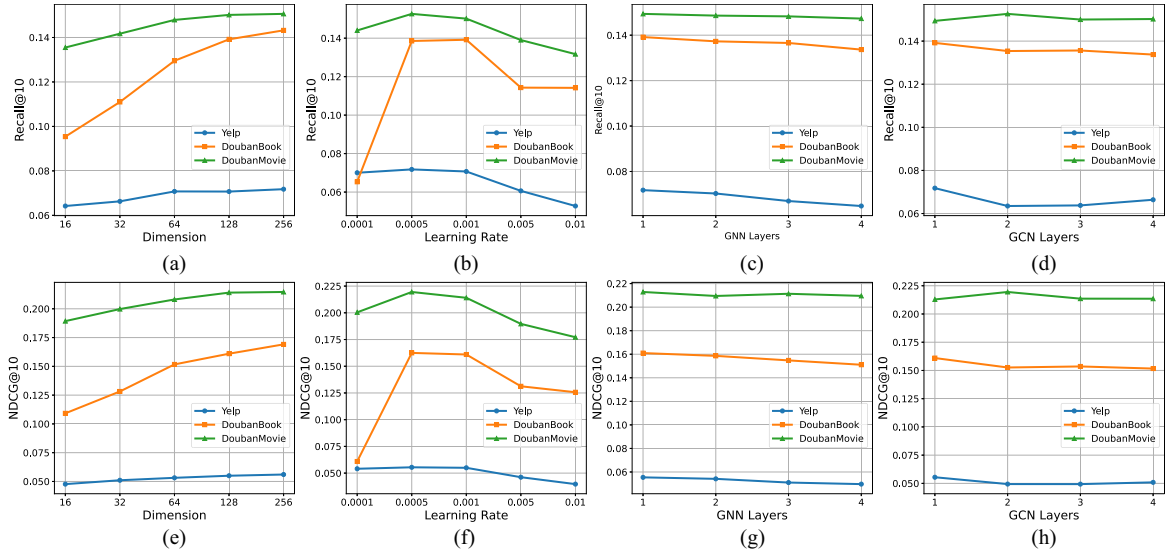 Recall@10
0.14
0.12
0.10
0.08
0.06
Yelp
DoubanBook
DoubanMovie
16 32 64 128 256
Dimension
(a)
Recall@10
0.14
0.12
0.10
0.08
0.06
Yelp
DoubanBook
DoubanMovie
0.0001 0.0005 0.001 0.005 0.01
Learning Rate
(b)
Recall@10
0.14
0.12
0.10
0.08
Yelp
DoubanBook
DoubanMovie
1 2 3 4
GNN Layers
(c)
Recall@10
0.14
0.12
0.10
0.08
0.06
Yelp
DoubanBook
DoubanMovie
1 2 3 4
GCN Layers
(d)
NDCG@10
0.200
0.175
0.150
0.125
0.100
0.075
0.050
Yelp
DoubanBook
DoubanMovie
16 32 64 128 256
Dimension
(e)
NDCG@10
0.225
0.200
0.175
0.150
0.125
0.100
0.075
0.050
Yelp
DoubanBook
DoubanMovie
0.0001 0.0005 0.001 0.005 0.01
Learning Rate
(f)
NDCG@10
0.22
0.20
0.18
0.16
0.14
0.12
0.10
0.08
0.06
Yelp
DoubanBook
DoubanMovie
1 2 3 4
GNN Layers
(g)
NDCG@10
0.225
0.200
0.175
0.150
0.125
0.100
0.075
0.050
Yelp
DoubanBook
DoubanMovie
1 2 3 4
GCN Layers
(h)